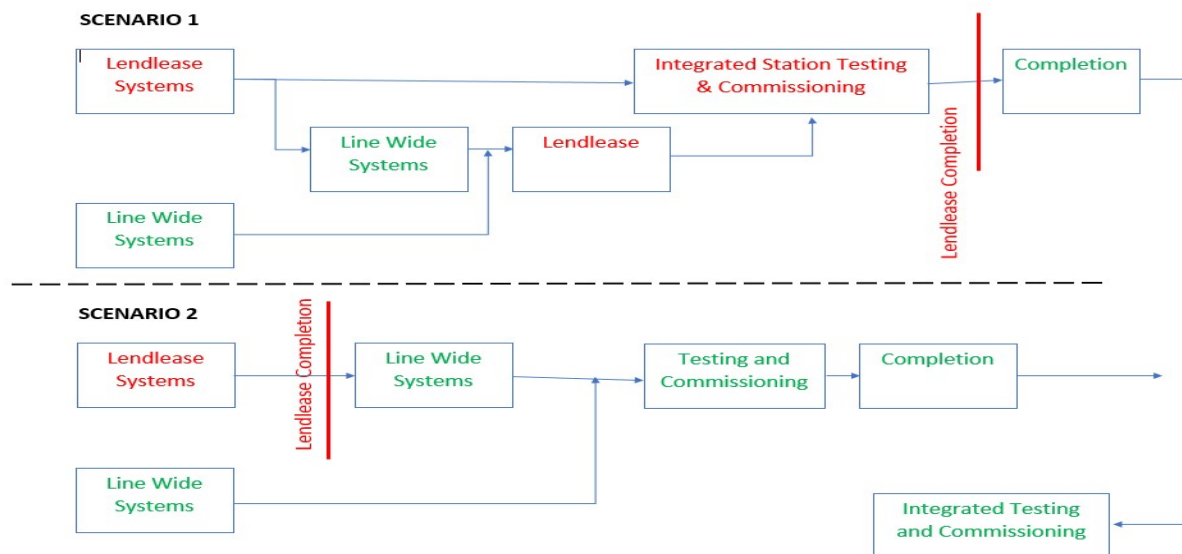 SCENARIO 1
Lendlease
Systems
Integrated Station Testing
& Commissioning
Completion
Line Wide
Systems
Lendlease
Lendlease Completion
Line Wide
Systems
SCENARIO 2
Lendlease
Systems
Lendlease Completion
Line Wide
Systems
Testing and
Commissioning
Completion
Line Wide
Systems
Integrated Testing
and Commissioning